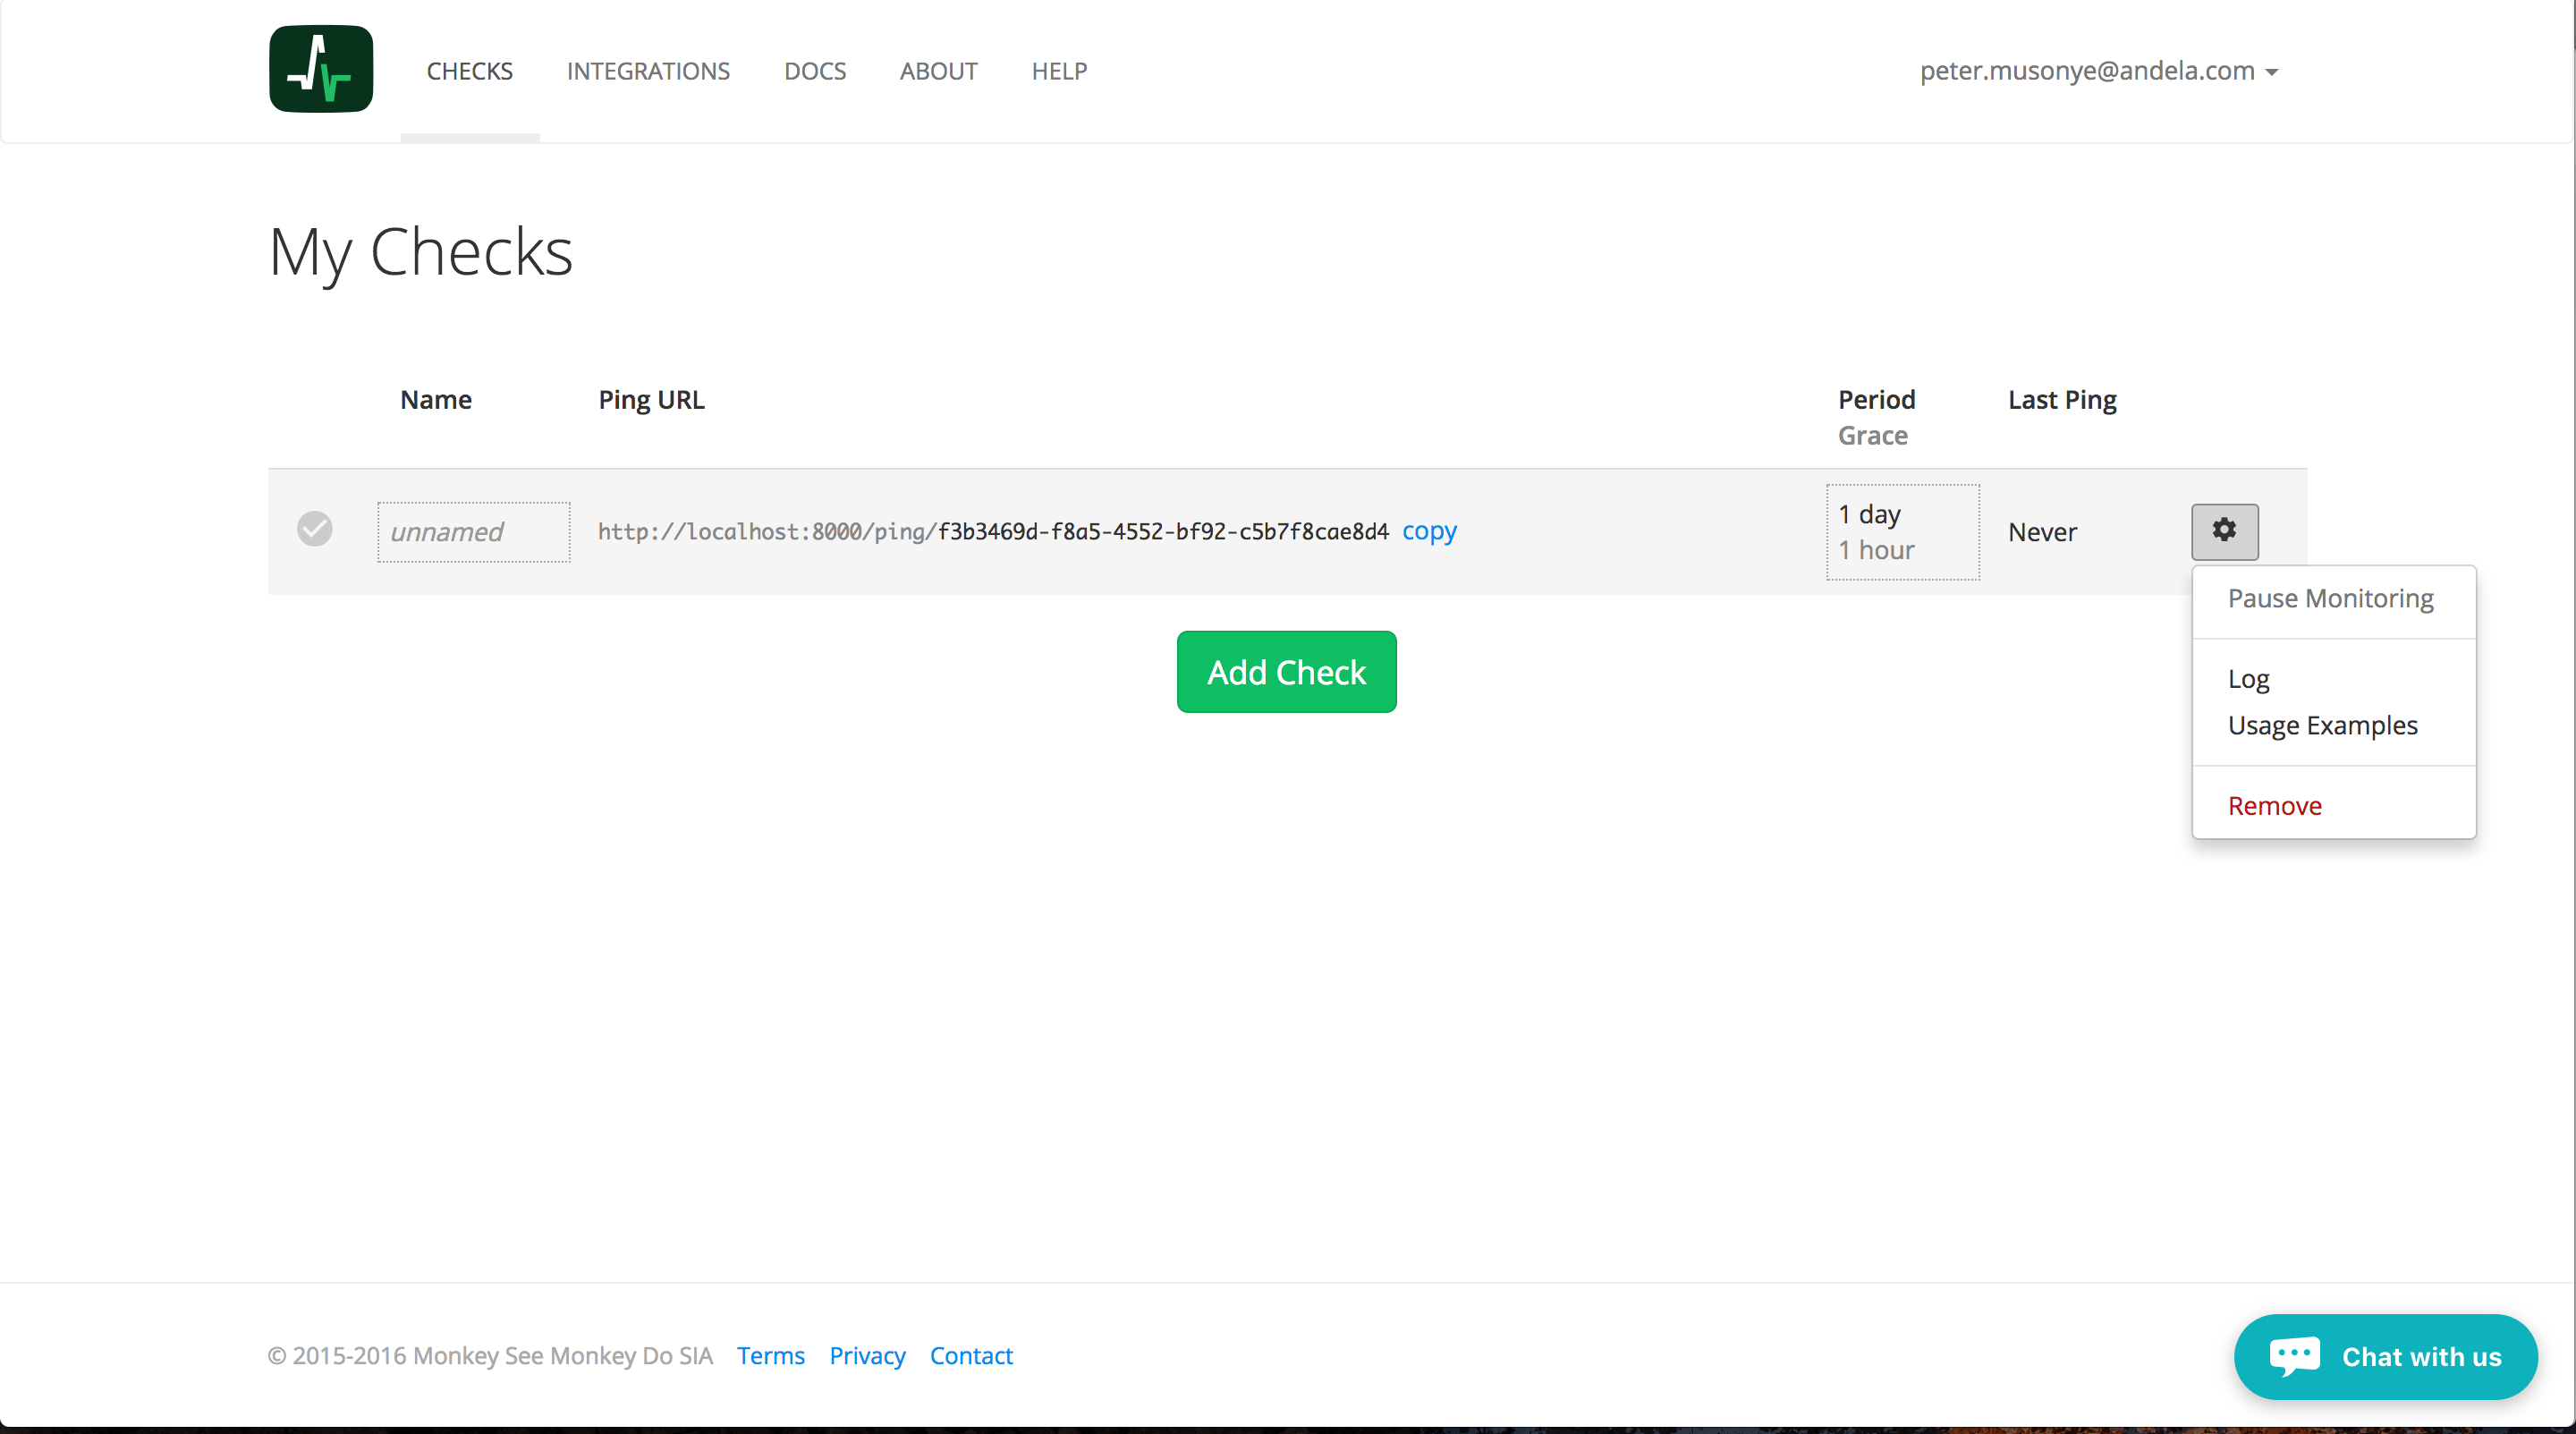 CHECKS INTEGRATIONS DOCS ABOUT HELP peter.musonye@andela.com
My Checks
Name Ping URL Period Last Ping
Grace
unnamed http://localhost:8000/ping/f3b3469d-f8a5-4552-bf92-c5b7f8cae8d4 copy 1 day Never
1 hour
Pause Monitoring
Add Check
Log
Usage Examples
Remove
© 2015-2016 Monkey See Monkey Do SIA Terms Privacy Contact
Chat with us